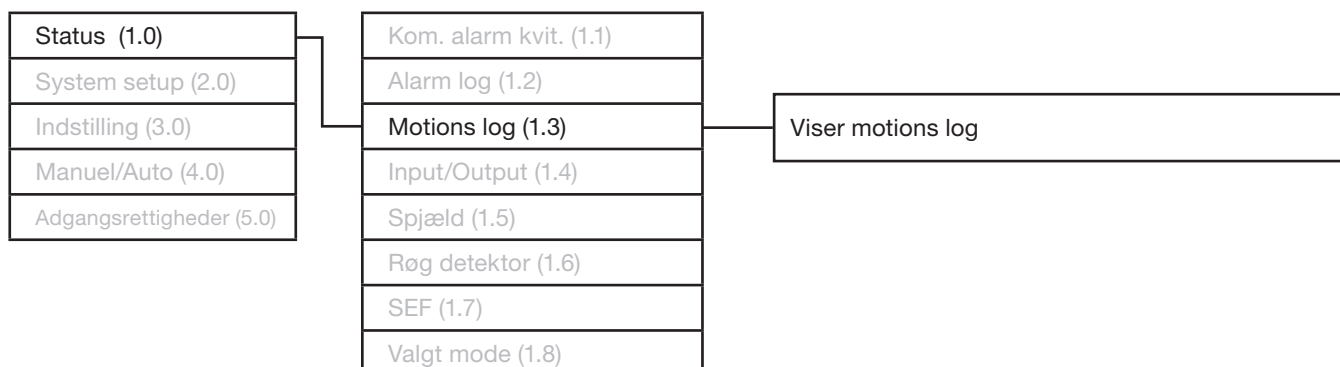 Status (1.0)
System setup (2.0)
Indstilling (3.0)
Manuel/Auto (4.0)
Adgangsrettigheder (5.0)
Kom. alarm kvit. (1.1)
Alarm log (1.2)
Motions log (1.3)
Input/Output (1.4)
Spjæld (1.5)
Røg detektor (1.6)
SEF (1.7)
Valgt mode (1.8)
Viser motions log